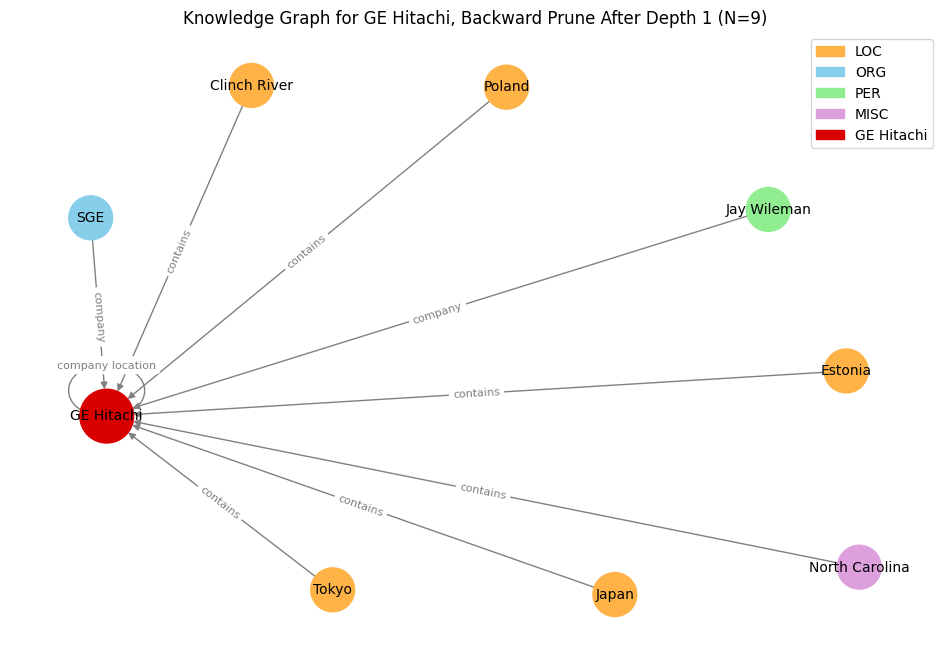 Knowledge Graph for GE Hitachi, Backward Prune After Depth 1 (N=9)
LOC
ORG
PER
MISC
GE Hitachi
Clinch River
Poland
SGE
Jay Wileman
contains
contains
company
company
company location
Estonia
contains
GE Hitachi
contains
contains
contains
North Carolina
Tokyo
Japan